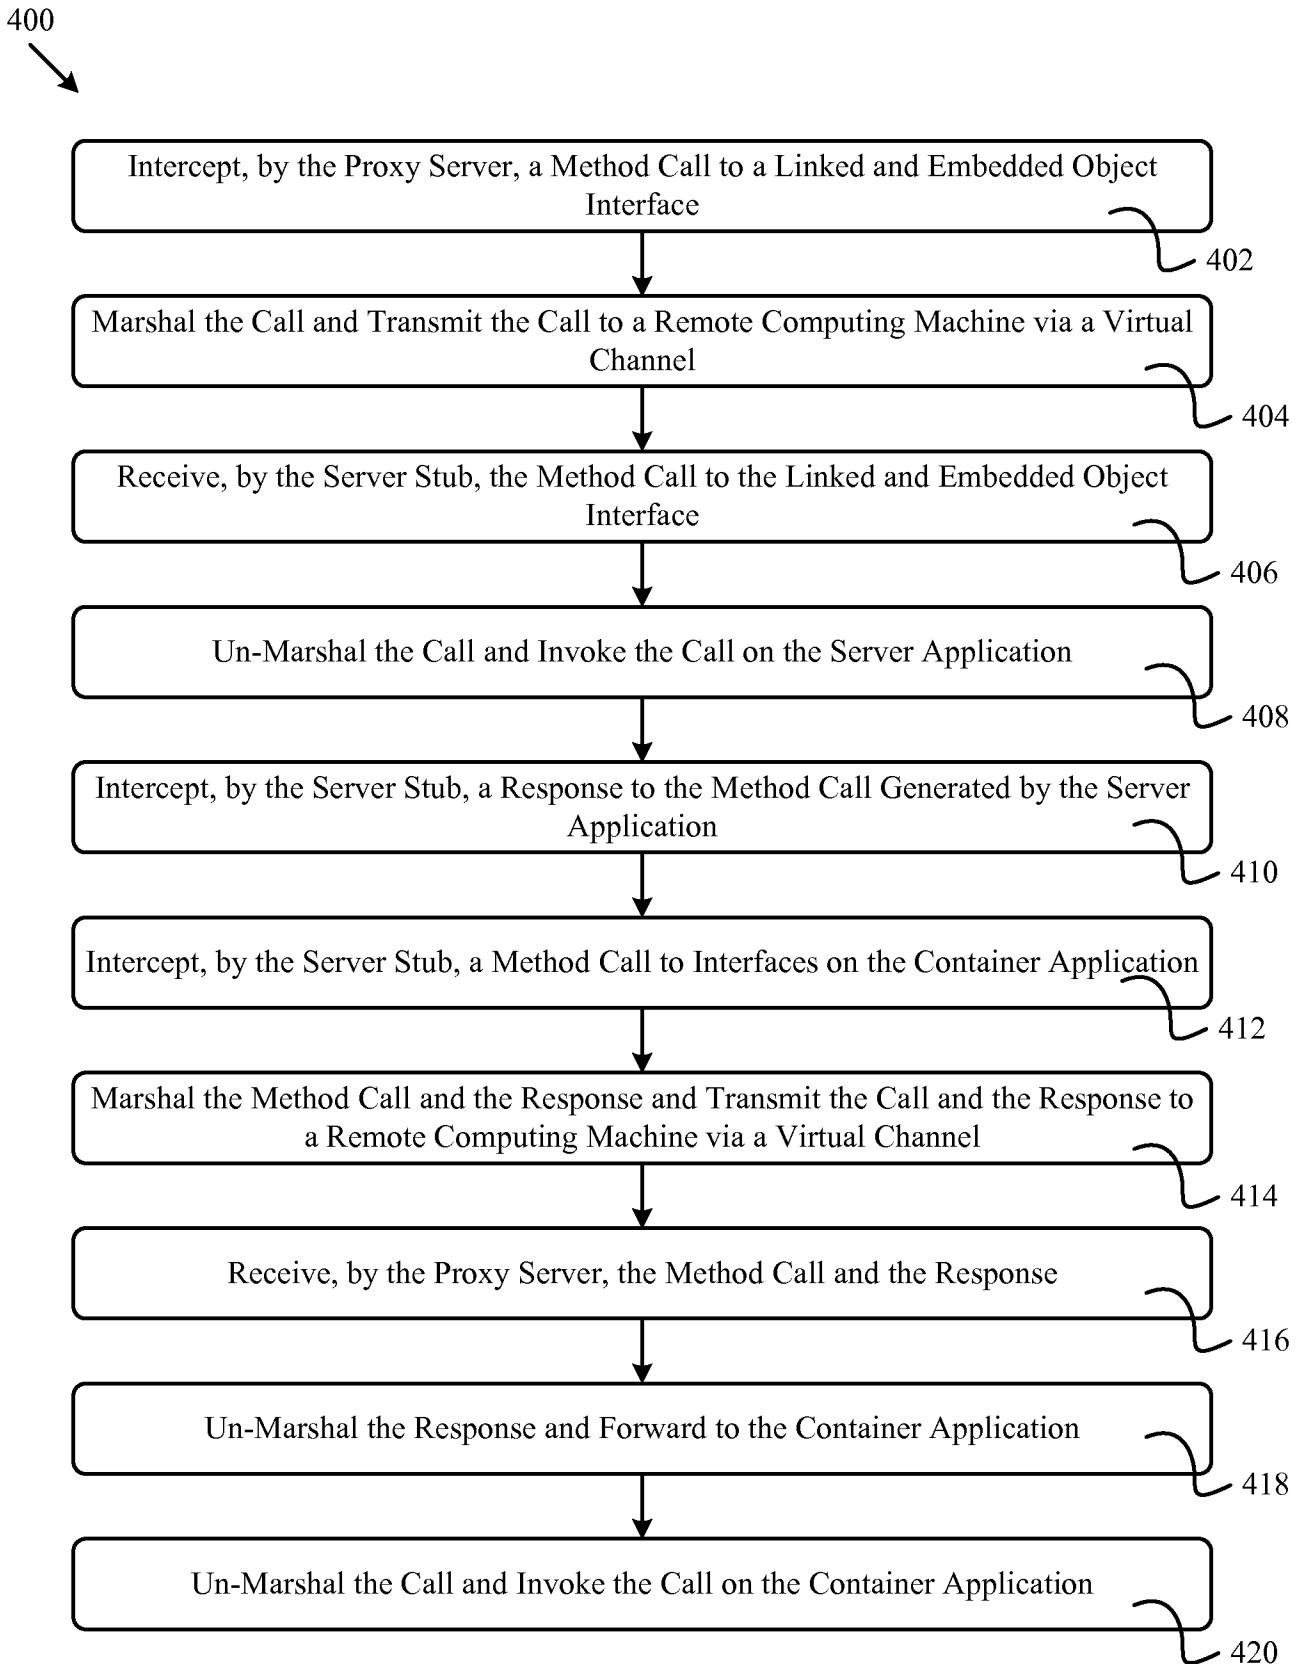 400
Intercept, by the Proxy Server, a Method Call to a Linked and Embedded Object
Interface
402
Marshal the Call and Transmit the Call to a Remote Computing Machine via a Virtual
Channel
404
Receive, by the Server Stub, the Method Call to the Linked and Embedded Object
Interface
406
Un-Marshal the Call and Invoke the Call on the Server Application
408
Intercept, by the Server Stub, a Response to the Method Call Generated by the Server
Application
410
Intercept, by the Server Stub, a Method Call to Interfaces on the Container Application
412
Marshal the Method Call and the Response and Transmit the Call and the Response to
a Remote Computing Machine via a Virtual Channel
414
Receive, by the Proxy Server, the Method Call and the Response
416
Un-Marshal the Response and Forward to the Container Application
418
Un-Marshal the Call and Invoke the Call on the Container Application
420